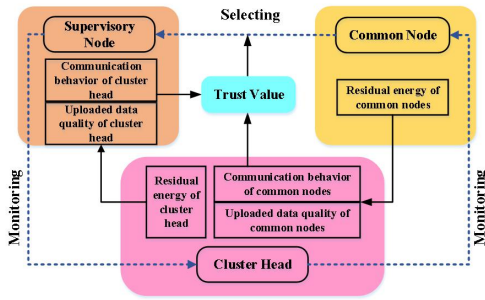 Selecting
Supervisory
Node
Communication
behavior of cluster
head
Uploaded data
quality of cluster
head
Trust Value
Common Node
Residual energy of
common nodes
Monitoring
Monitoring
Residual
energy of
cluster
head
Communication behavior
of common nodes
Uploaded data quality of
common nodes
Cluster Head